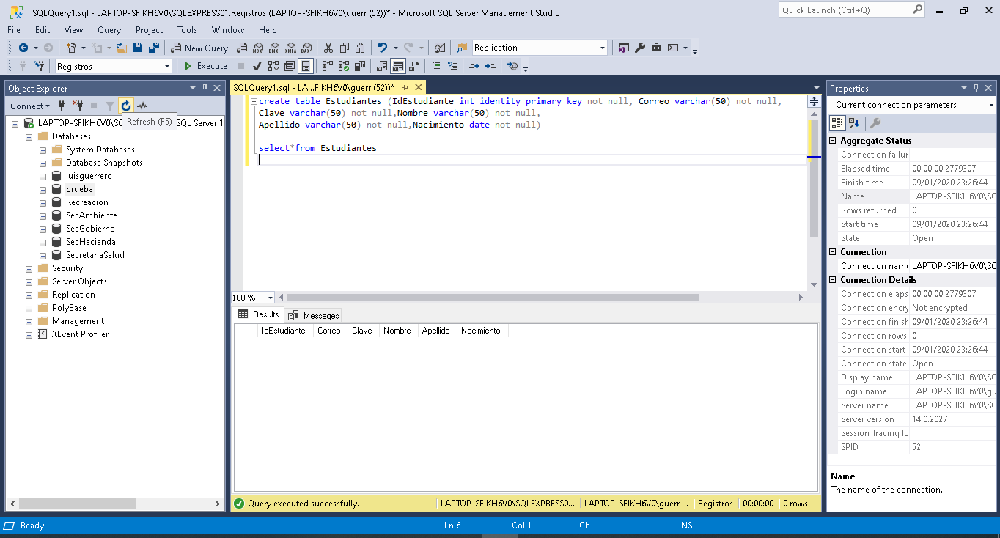 SQLQuery1.sql - LAPTOP-SFIKH6V0\SQLEXPRESS01.Registros (LAPTOP-SFIKH6V0\guerr (52))* - Microsoft SQL Server Management Studio
Quick Launch (Ctrl+Q)
File Edit View Query Project Tools Window Help
New Query
MDX DMX XMLA DAX
Replication
Registros
Execute
Object Explorer
Connect
Refresh (F5)
LAPTOP-SFIKH6V0\SQ
SQL Server 1
Databases
System Databases
Database Snapshots
luisguerrero
prueba
Recreacion
SecAmbiente
SecGobierno
SecHacienda
SecretariaSalud
Security
Server Objects
Replication
PolyBase
Management
XEvent Profiler
SQLQuery1.sql - LA...FIKH6V0\guerr (52))*
create table Estudiantes (IdEstudiante int identity primary key not null, Correo varchar(50) not null,
Clave varchar(50) not null,Nombre varchar(50) not null,
Apellido varchar(50) not null,Nacimiento date not null)
select*from Estudiantes
100 %
Results Messages
IdEstudiante Correo Clave Nombre Apellido Nacimiento
Query executed successfully.
LAPTOP-SFIKH6V0\SQLEXPRESS0... LAPTOP-SFIKH6V0\guerr ... Registros 00:00:00 0 rows
Properties
Current connection parameters
Aggregate Status
Connection failur
Elapsed time 00:00:00.2779307
Finish time 09/01/2020 23:26:44
Name LAPTOP-SFIKH6V0\SQ
Rows returned 0
Start time 09/01/2020 23:26:44
State Open
Connection
Connection name LAPTOP-SFIKH6V0\SQ
Connection Details
Connection elaps 00:00:00.2779307
Connection encry Not encrypted
Connection finish 09/01/2020 23:26:44
Connection rows 0
Connection start 09/01/2020 23:26:44
Connection state Open
Display name LAPTOP-SFIKH6V0\SQ
Login name LAPTOP-SFIKH6V0\gu
Server name LAPTOP-SFIKH6V0\SQ
Server version 14.0.2027
Session Tracing ID
SPID 52
Name
The name of the connection.
Ready
Ln 6 Col 1 Ch 1 INS